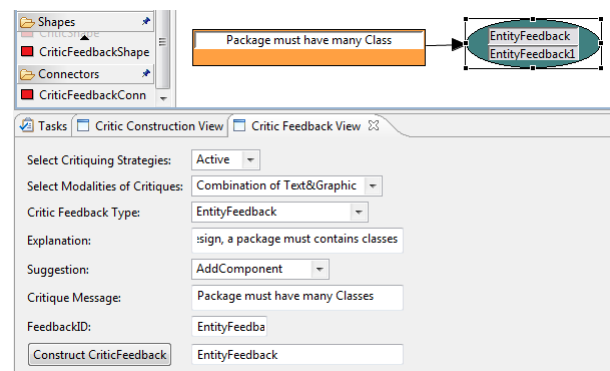 Shapes
CriticShape
CriticFeedbackShape
Connectors
CriticFeedbackConn
Package must have many Class
EntityFeedback
EntityFeedback1
Tasks Critic Construction View Critic Feedback View
Select Critiquing Strategies: Active
Select Modalities of Critiques: Combination of Text&Graphic
Critic Feedback Type: EntityFeedback
Explanation: sign, a package must contains classes
Suggestion: AddComponent
Critique Message: Package must have many Classes
FeedbackID: EntityFeedba
Construct CriticFeedback EntityFeedback